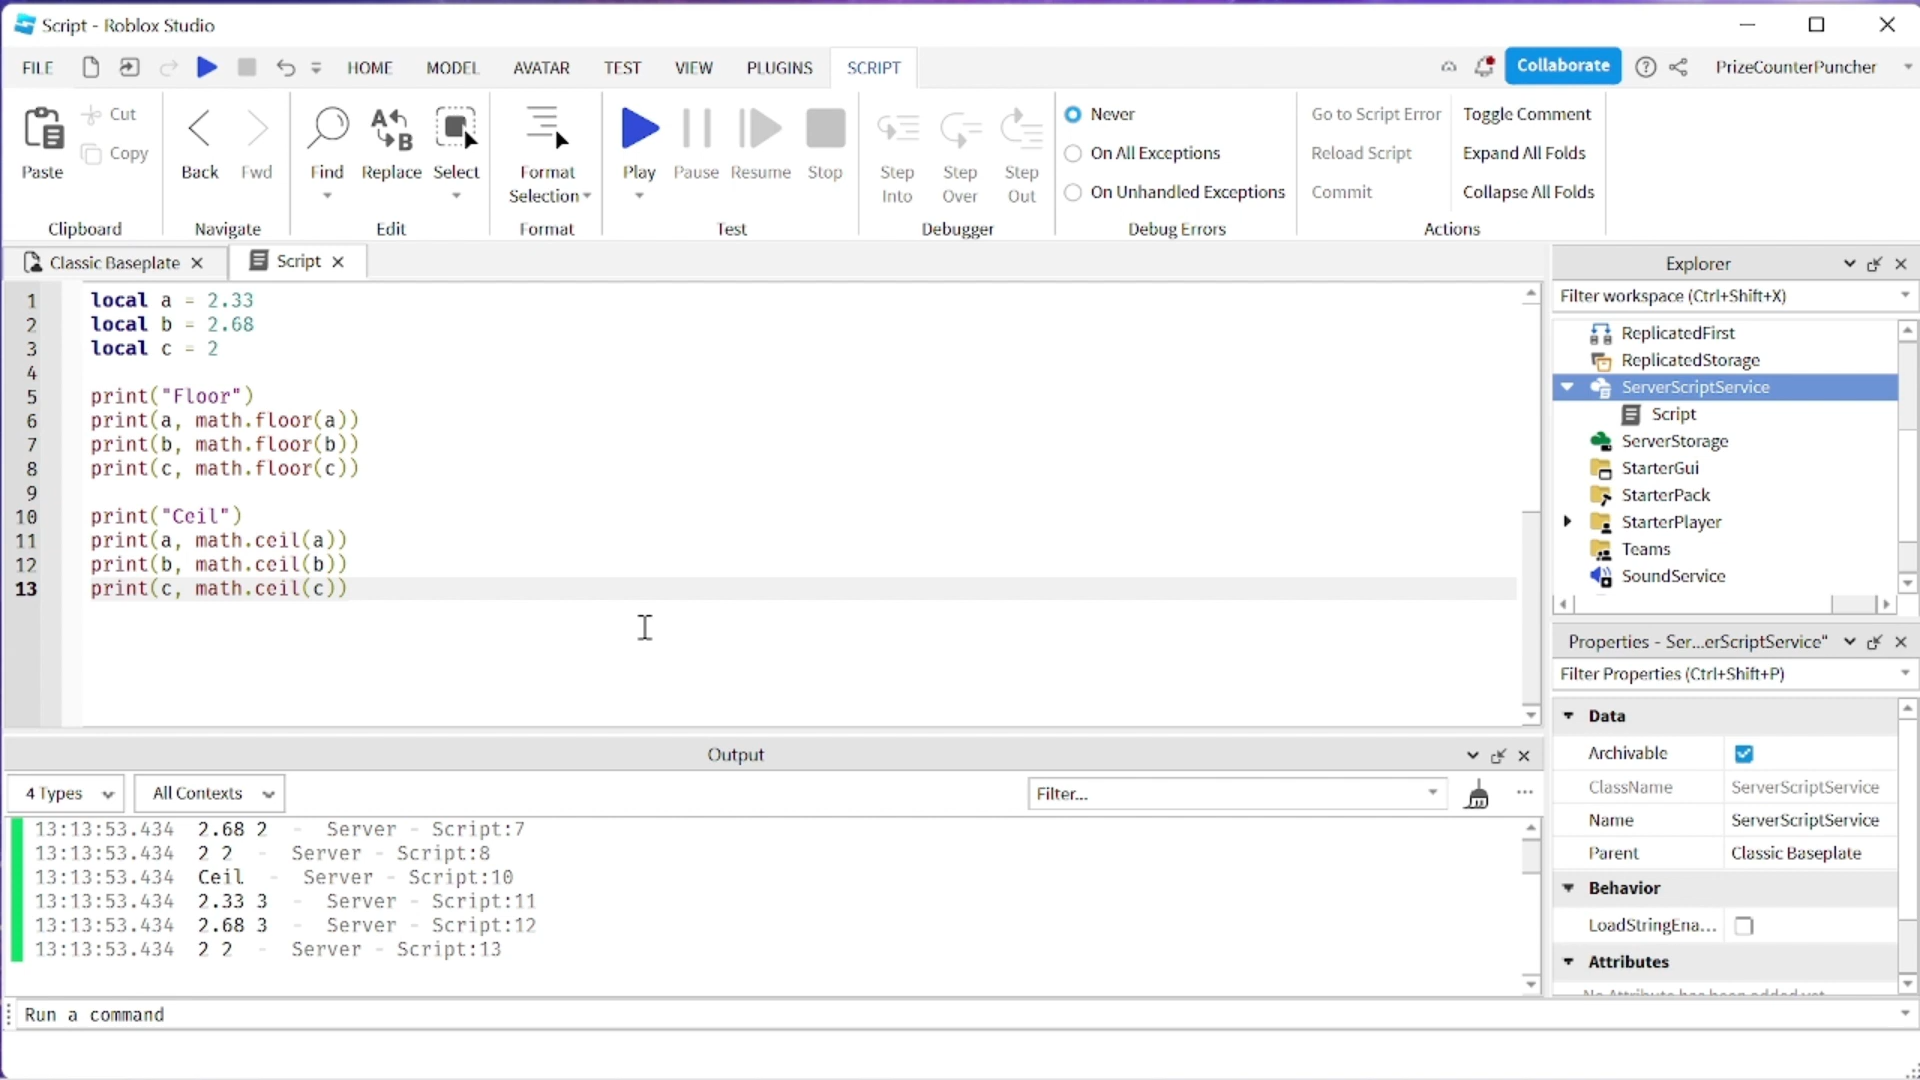 Script - Roblox Studio
FILE HOME MODEL AVATAR TEST VIEW PLUGINS SCRIPT Collaborate PrizeCounterPuncher
Paste
Cut
Copy
Clipboard
Back Fwd
Navigate
Find Replace Select
Edit
Format
Selection
Format
Play Pause Resume Stop
Test
Step Into
Step Over
Step Out
Debugger
Never
On All Exceptions
On Unhandled Exceptions
Debug Errors
Go to Script Error
Reload Script
Commit
Toggle Comment
Expand All Folds
Collapse All Folds
Actions
Classic Baseplate Script
1 local a = 2.33
2 local b = 2.68
3 local c = 2
4
5 print("Floor")
6 print(a, math.floor(a))
7 print(b, math.floor(b))
8 print(c, math.floor(c))
9
10 print("Ceil")
11 print(a, math.ceil(a))
12 print(b, math.ceil(b))
13 print(c, math.ceil(c))
Explorer
Filter workspace (Ctrl+Shift+X)
ReplicatedFirst
ReplicatedStorage
ServerScriptService
Script
ServerStorage
StarterGui
StarterPack
StarterPlayer
Teams
SoundService
Properties - Ser...erScriptService"
Filter Properties (Ctrl+Shift+P)
Data
Archivable
ClassName ServerScriptService
Name ServerScriptService
Parent Classic Baseplate
Behavior
LoadStringEna...
Attributes
Output
4 Types All Contexts Filter...
13:13:53.434 2.68 2 - Server - Script:7
13:13:53.434 2 2 - Server - Script:8
13:13:53.434 Ceil - Server - Script:10
13:13:53.434 2.33 3 - Server - Script:11
13:13:53.434 2.68 3 - Server - Script:12
13:13:53.434 2 2 - Server - Script:13
Run a command